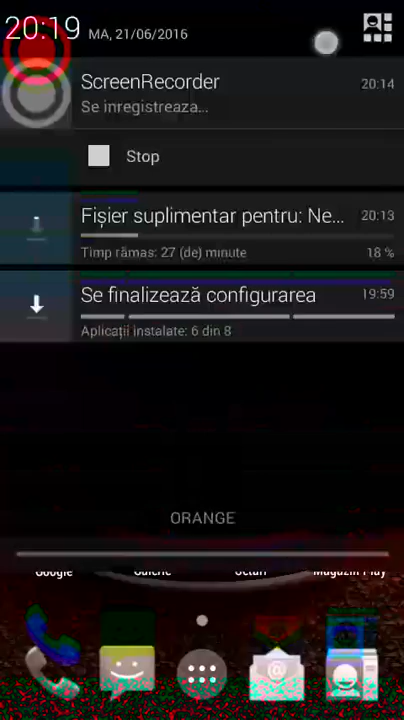 20:19 MA, 21/06/2016
ScreenRecorder 20:14
Se inregistreaza...
Stop
Fișier suplimentar pentru: Ne... 20:13
Timp rămas: 27 (de) minute 18 %
Se finalizează configurarea 19:59
Aplicații instalate: 6 din 8
ORANGE
Google Galerie Magazin Play